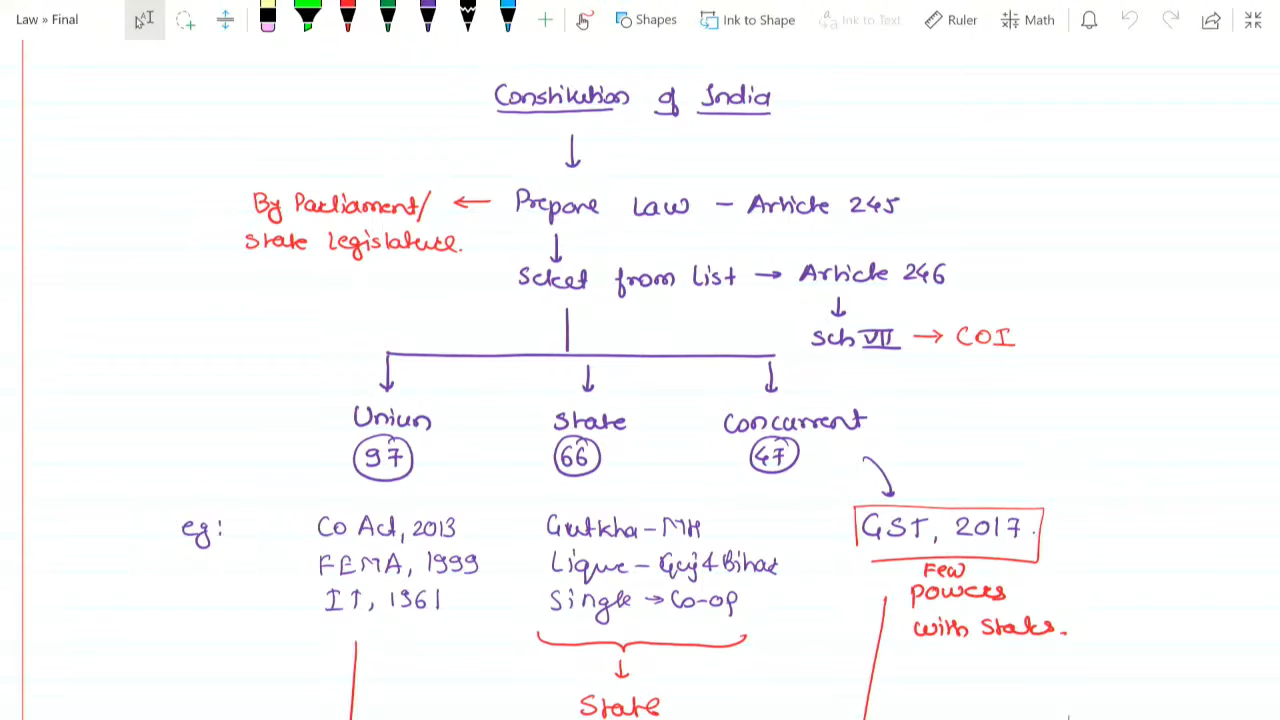 Law » Final
Shapes
Ink to Shape
Ink to Text
Ruler
Math
Constitution of India
By Parliament/ ← Prepare Law – Article 245
State legislature.
Select from List → Article 246
Sch VII → COI
Union State Concurrent
97 66 47
eg: Co Act, 2013 Gutkha – MH GST, 2017.
FEMA, 1999 Lique – Guj & Bihar Few
IT, 1961 Single → Co-op powers
with States.
State